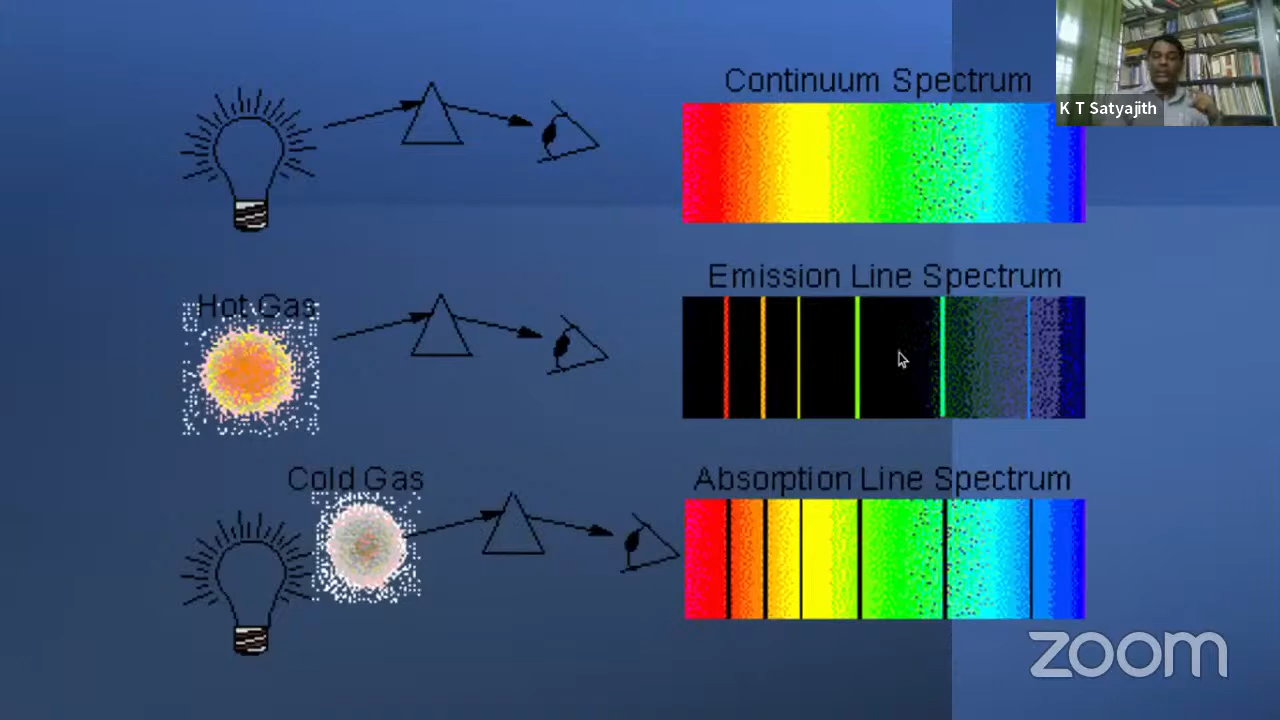 Continuum Spectrum
K T Satyajith
Hot Gas
Emission Line Spectrum
Cold Gas
Absorption Line Spectrum
zoom